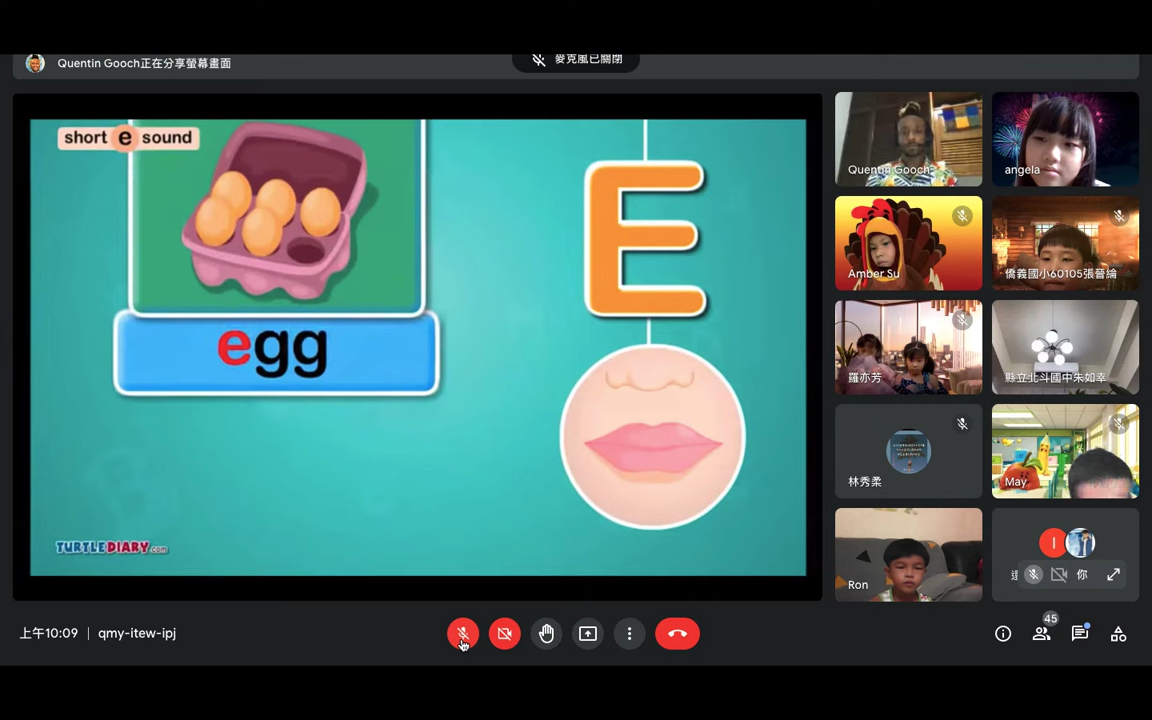 Quentin Gooch正在分享螢幕畫面
麥克風已關閉
short e sound
E
egg
TURTLEDIARY.com
Quentin Gooch
angela
Amber Su
僑義國小60105張晉綸
羅亦芳
縣立北斗國中朱如幸
林秀柔
May
Ron
I
你
上午10:09 | qmy-itew-ipj
45